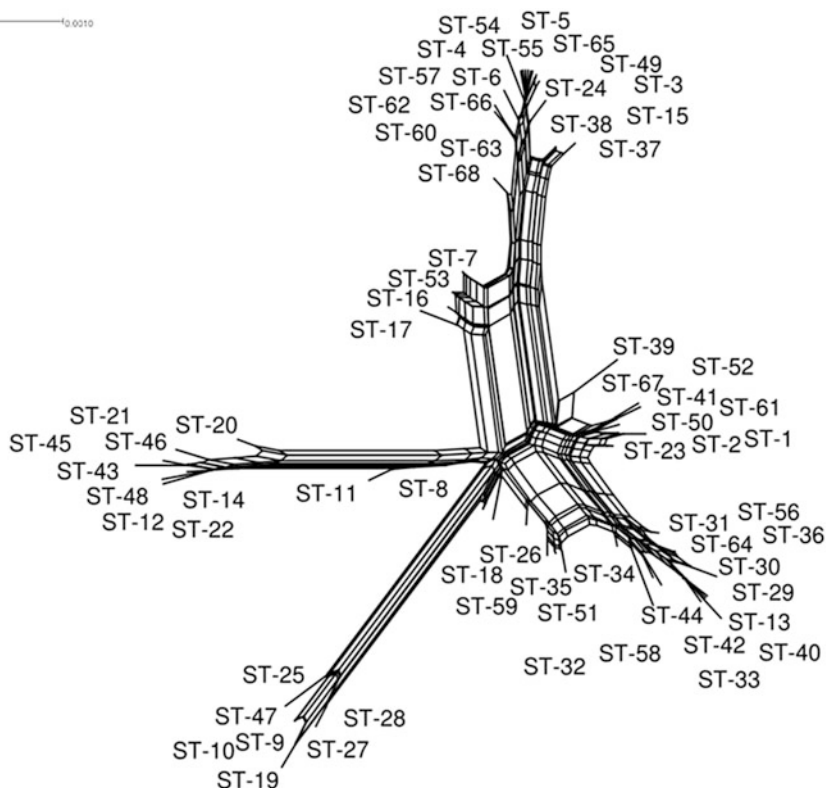 0.0010
ST-54 ST-5
ST-4 ST-55 ST-65
ST-57 ST-6 ST-49
ST-62 ST-66 ST-24 ST-3
ST-60 ST-38 ST-15
ST-63 ST-37
ST-68
ST-7
ST-53
ST-16
ST-17
ST-39
ST-52
ST-67 ST-41
ST-21 ST-20 ST-50 ST-61
ST-45 ST-46 ST-23 ST-2 ST-1
ST-43
ST-48 ST-14 ST-11 ST-8
ST-12 ST-22
ST-31 ST-56
ST-26 ST-64 ST-36
ST-18 ST-35 ST-34 ST-30
ST-59 ST-51 ST-44 ST-29
ST-13
ST-32 ST-58 ST-42 ST-40
ST-25 ST-33
ST-47 ST-28
ST-10 ST-9 ST-27
ST-19